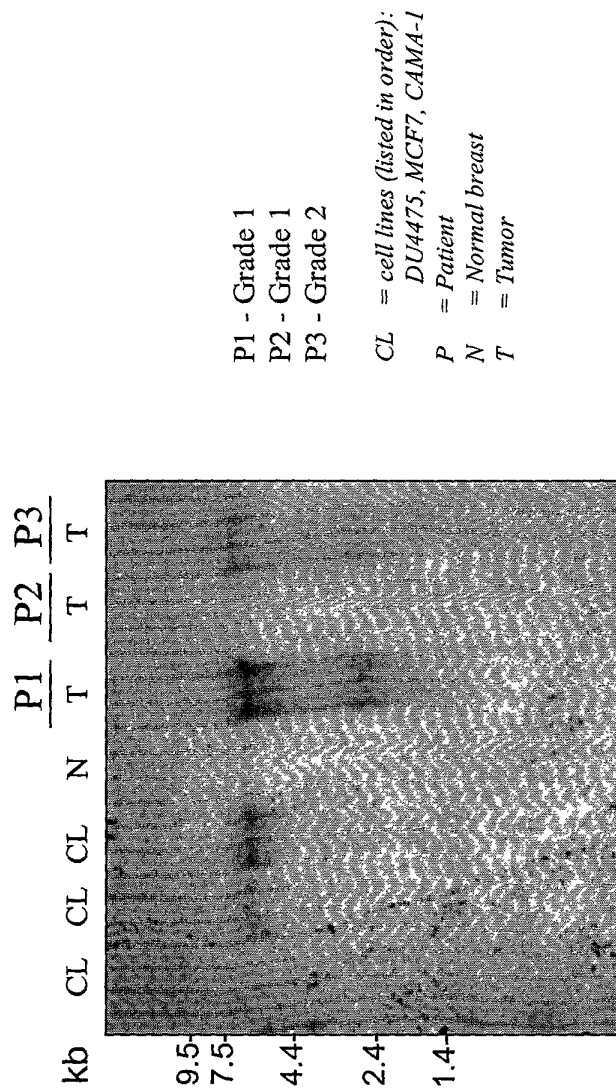 P1 P2 P3
kb CL CL CL N T T T
9.5-
7.5-
4.4-
2.4-
1.4-
P1 - Grade 1
P2 - Grade 1
P3 - Grade 2
CL = cell lines (listed in order):
DU4475, MCF7, CAMA-1
P = Patient
N = Normal breast
T = Tumor